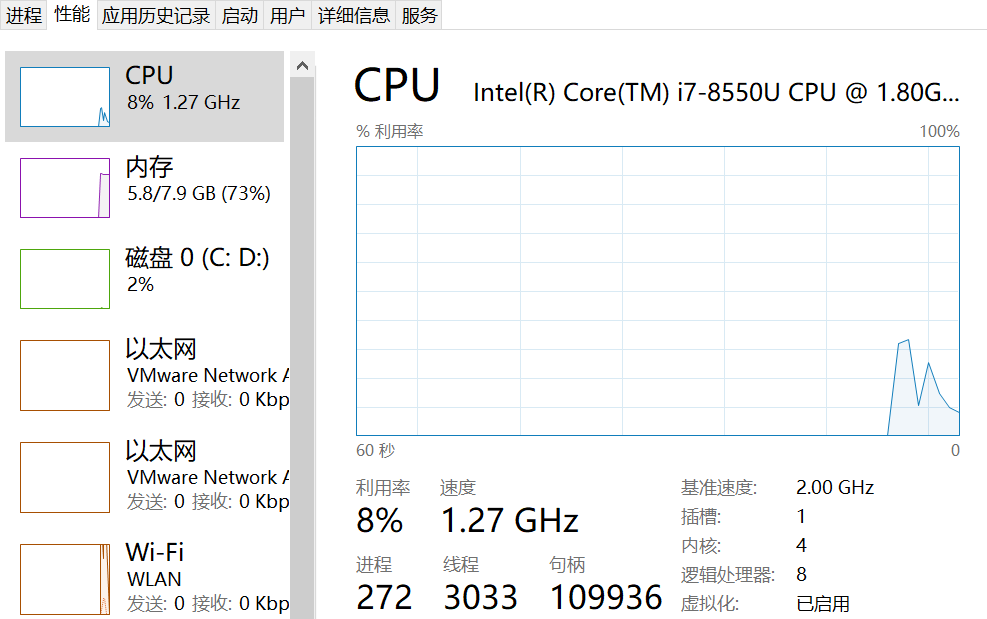 进程 性能 应用历史记录 启动 用户 详细信息 服务
CPU
8% 1.27 GHz
内存
5.8/7.9 GB (73%)
磁盘 0 (C: D:)
2%
以太网
VMware Network A
发送: 0 接收: 0 Kbp
以太网
VMware Network A
发送: 0 接收: 0 Kbp
Wi-Fi
WLAN
发送: 0 接收: 0 Kbp
CPU Intel(R) Core(TM) i7-8550U CPU @ 1.80G...
% 利用率 100%
60 秒 0
利用率 速度
8% 1.27 GHz
进程 线程 句柄
272 3033 109936
基准速度: 2.00 GHz
插槽: 1
内核: 4
逻辑处理器: 8
虚拟化: 已启用